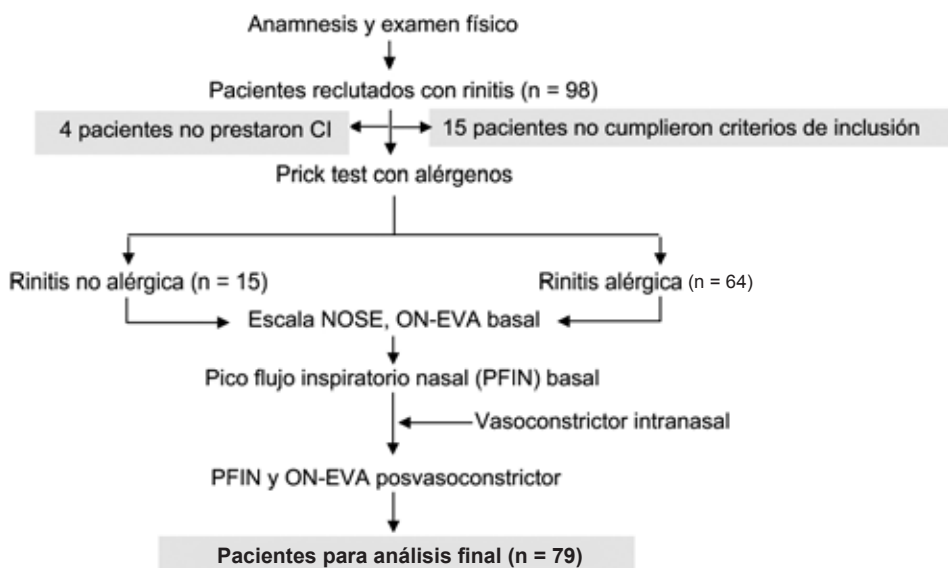 Anamnesis y examen físico
Pacientes reclutados con rinitis (n = 98)
4 pacientes no prestaron CI
15 pacientes no cumplieron criterios de inclusión
Prick test con alérgenos
Rinitis no alérgica (n = 15)
Rinitis alérgica (n = 64)
Escala NOSE, ON-EVA basal
Pico flujo inspiratorio nasal (PFIN) basal
Vasoconstrictor intranasal
PFIN y ON-EVA posvasoconstrictor
Pacientes para análisis final (n = 79)